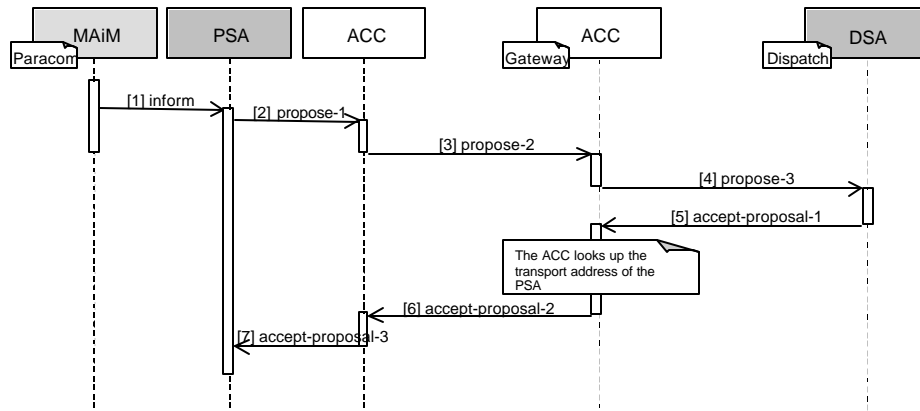 MAiM
PSA
ACC
ACC
DSA
Paracom
Gateway
Dispatch
[1] inform
[2] propose-1
[3] propose-2
[4] propose-3
[5] accept-proposal-1
The ACC looks up the
transport address of the
PSA
[6] accept-proposal-2
[7] accept-proposal-3